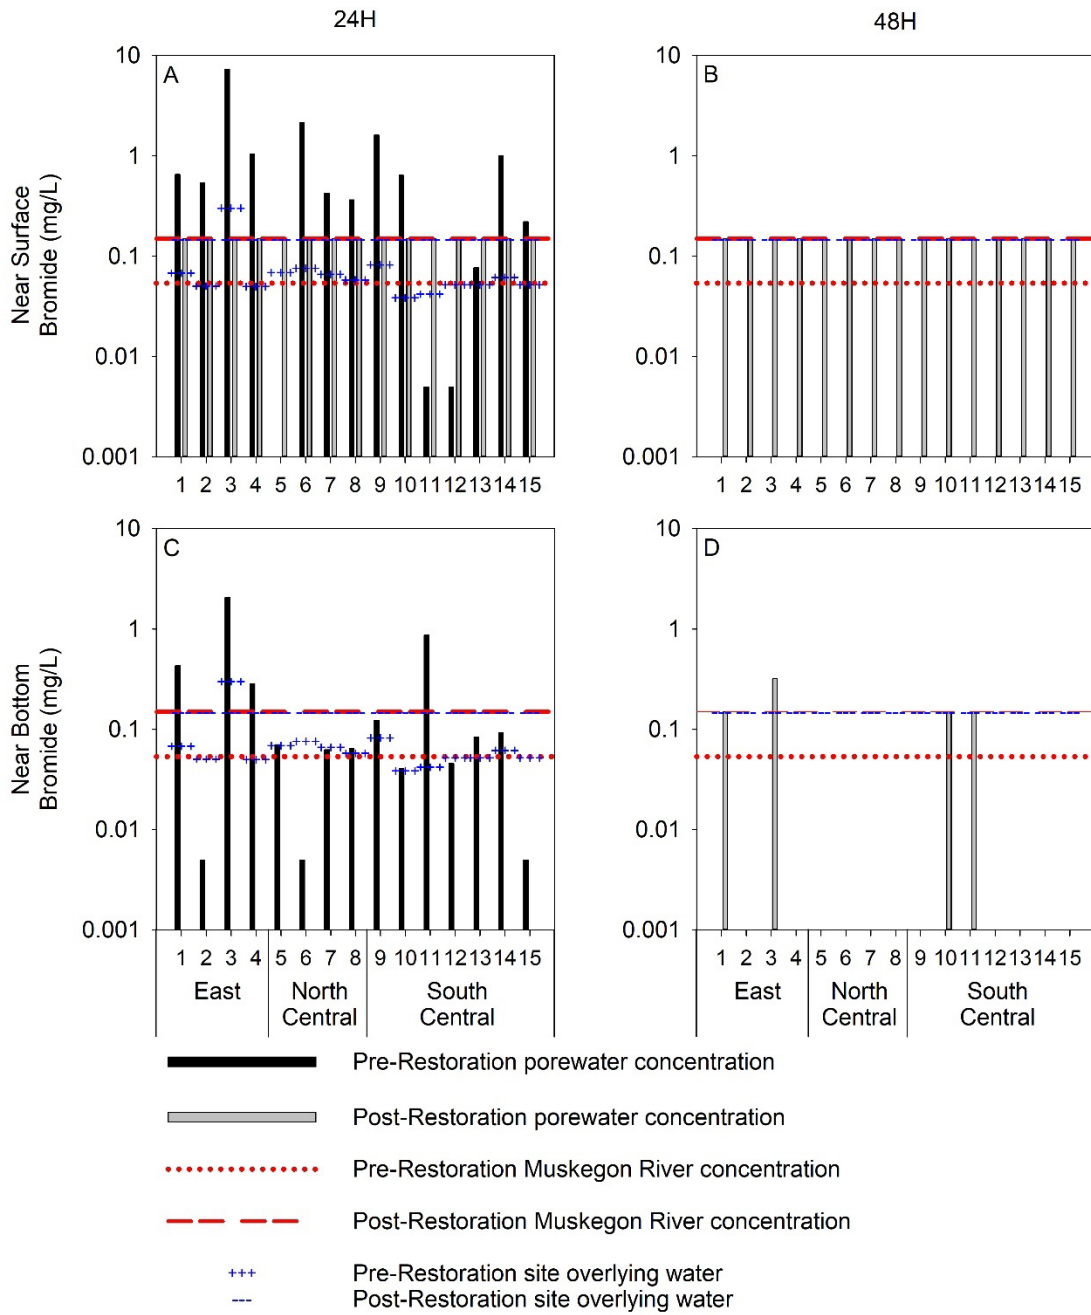 24H
48H
10
1
0.1
0.01
0.001
Near Surface
Bromide (mg/L)
A
1 2 3 4 5 6 7 8 9 10 11 12 13 14 15
10
1
0.1
0.01
0.001
B
1 2 3 4 5 6 7 8 9 10 11 12 13 14 15
10
1
0.1
0.01
0.001
Near Bottom
Bromide (mg/L)
C
1 2 3 4 5 6 7 8 9 10 11 12 13 14 15
East
North
Central
South
Central
10
1
0.1
0.01
0.001
D
1 2 3 4 5 6 7 8 9 10 11 12 13 14 15
East
North
Central
South
Central
Pre-Restoration porewater concentration
Post-Restoration porewater concentration
Pre-Restoration Muskegon River concentration
Post-Restoration Muskegon River concentration
Pre-Restoration site overlying water
Post-Restoration site overlying water